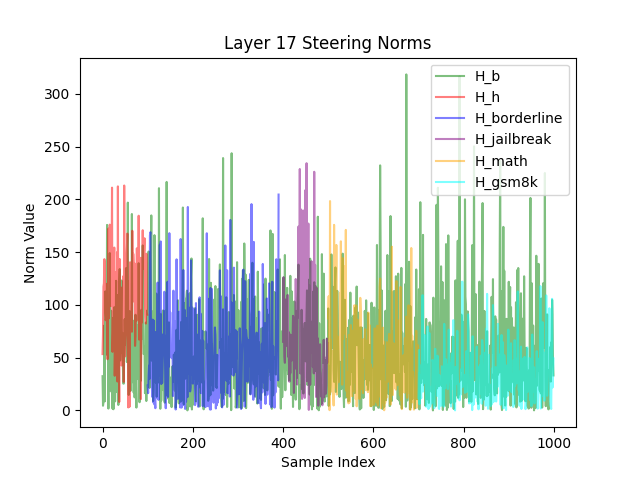 Layer 17 Steering Norms
Norm Value
300
250
200
150
100
50
0
H_b
H_h
H_borderline
H_jailbreak
H_math
H_gsm8k
0 200 400 600 800 1000
Sample Index